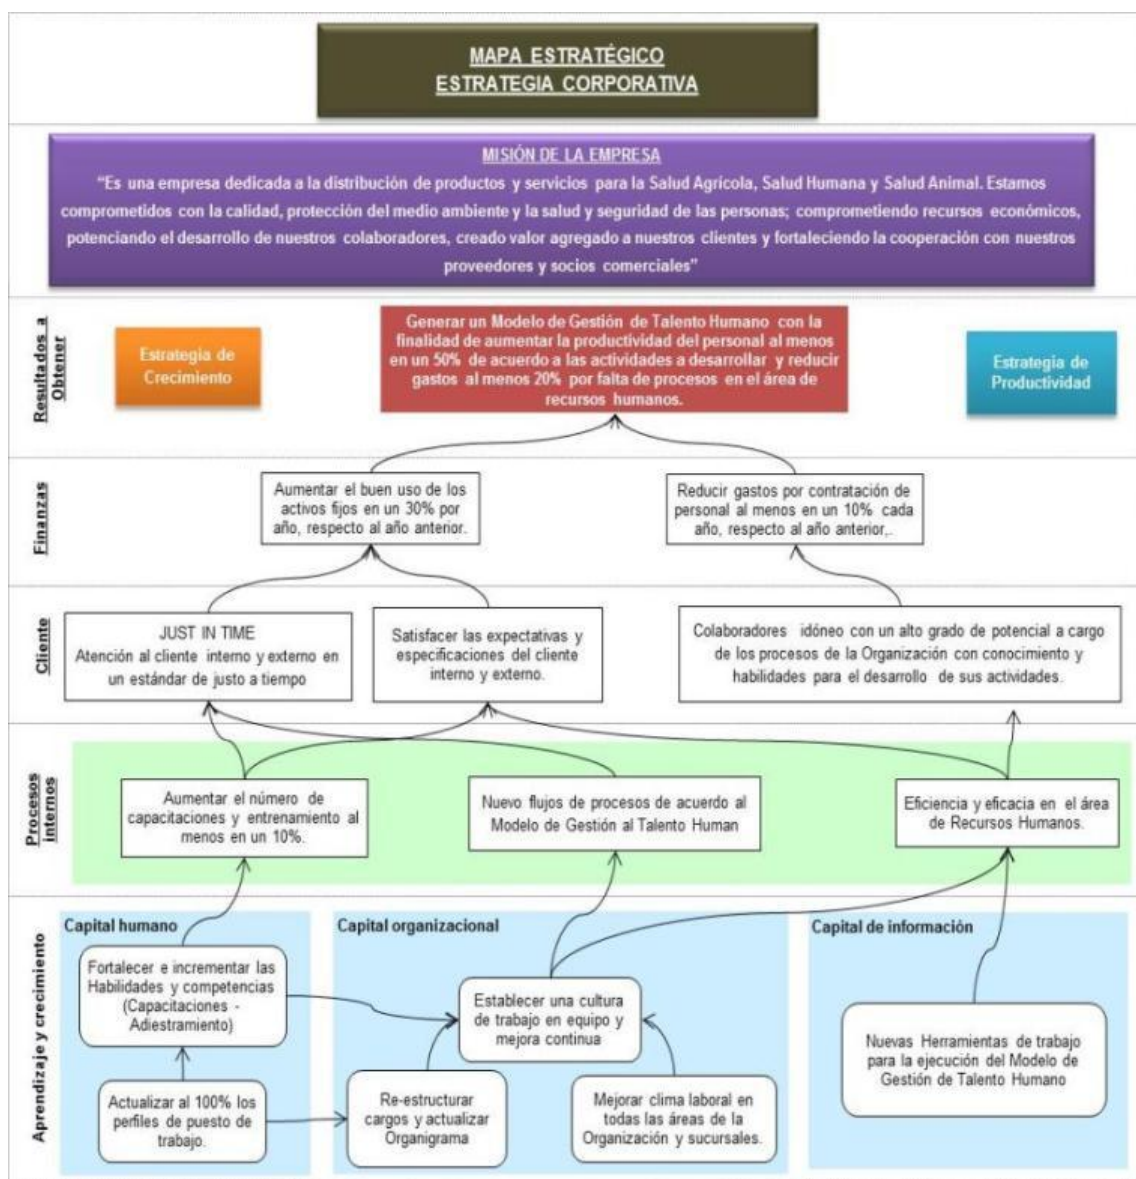 MAPA ESTRATÉGICO
ESTRATEGIA CORPORATIVA
MISIÓN DE LA EMPRESA
“Es una empresa dedicada a la distribución de productos y servicios para la Salud Agrícola, Salud Humana y Salud Animal. Estamos
comprometidos con la calidad, protección del medio ambiente y la salud y seguridad de las personas; comprometiendo recursos económicos,
potenciando el desarrollo de nuestros colaboradores, creado valor agregado a nuestros clientes y fortaleciendo la cooperación con nuestros
proveedores y socios comerciales”
Resultados a
Obtener
Estrategia de
Crecimiento
Generar un Modelo de Gestión de Talento Humano con la
finalidad de aumentar la productividad del personal al menos
en un 50% de acuerdo a las actividades a desarrollar y reducir
gastos al menos 20% por falta de procesos en el área de
recursos humanos.
Estrategia de
Productividad
Finanzas
Aumentar el buen uso de los
activos fijos en un 30% por
año, respecto al año anterior.
Reducir gastos por contratación de
personal al menos en un 10% cada
año, respecto al año anterior,.
Cliente
JUST IN TIME
Atención al cliente interno y externo en
un estándar de justo a tiempo
Satisfacer las expectativas y
especificaciones del cliente
interno y externo.
Colaboradores idóneo con un alto grado de potencial a cargo
de los procesos de la Organización con conocimiento y
habilidades para el desarrollo de sus actividades.
Procesos
internos
Aumentar el número de
capacitaciones y entrenamiento al
menos en un 10%.
Nuevo flujos de procesos de acuerdo al
Modelo de Gestión al Talento Human
Eficiencia y eficacia en el área
de Recursos Humanos.
Aprendizaje y crecimiento
Capital humano
Fortalecer e incrementar las
Habilidades y competencias
(Capacitaciones -
Adiestramiento)
Actualizar al 100% los
perfiles de puesto de
trabajo.
Capital organizacional
Establecer una cultura
de trabajo en equipo y
mejora continua
Re-estructurar
cargos y actualizar
Organigrama
Mejorar clima laboral en
todas las áreas de la
Organización y sucursales.
Capital de información
Nuevas Herramientas de trabajo
para la ejecución del Modelo de
Gestión de Talento Humano